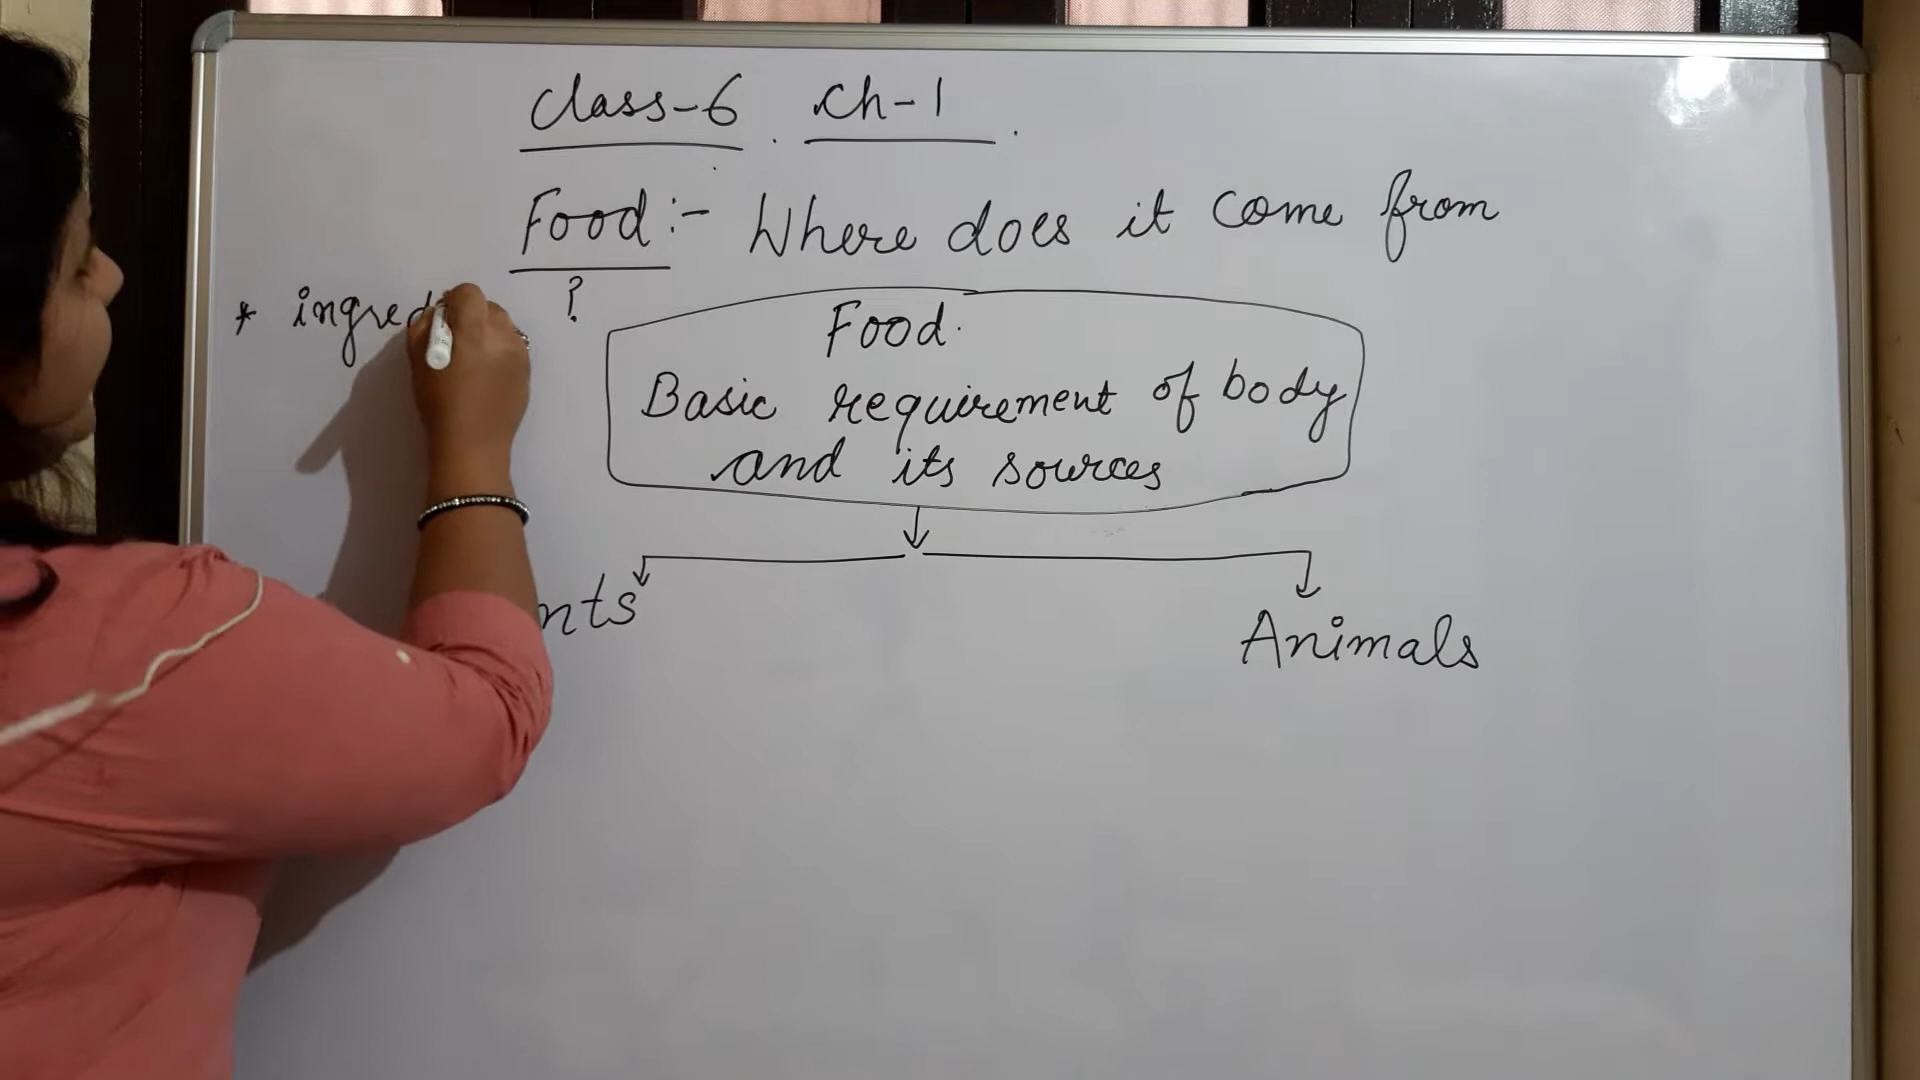 Class-6 Ch-1
Food :- Where does it come from
?
* ingred
Food
Basic requirement of body
and its sources
nts
Animals